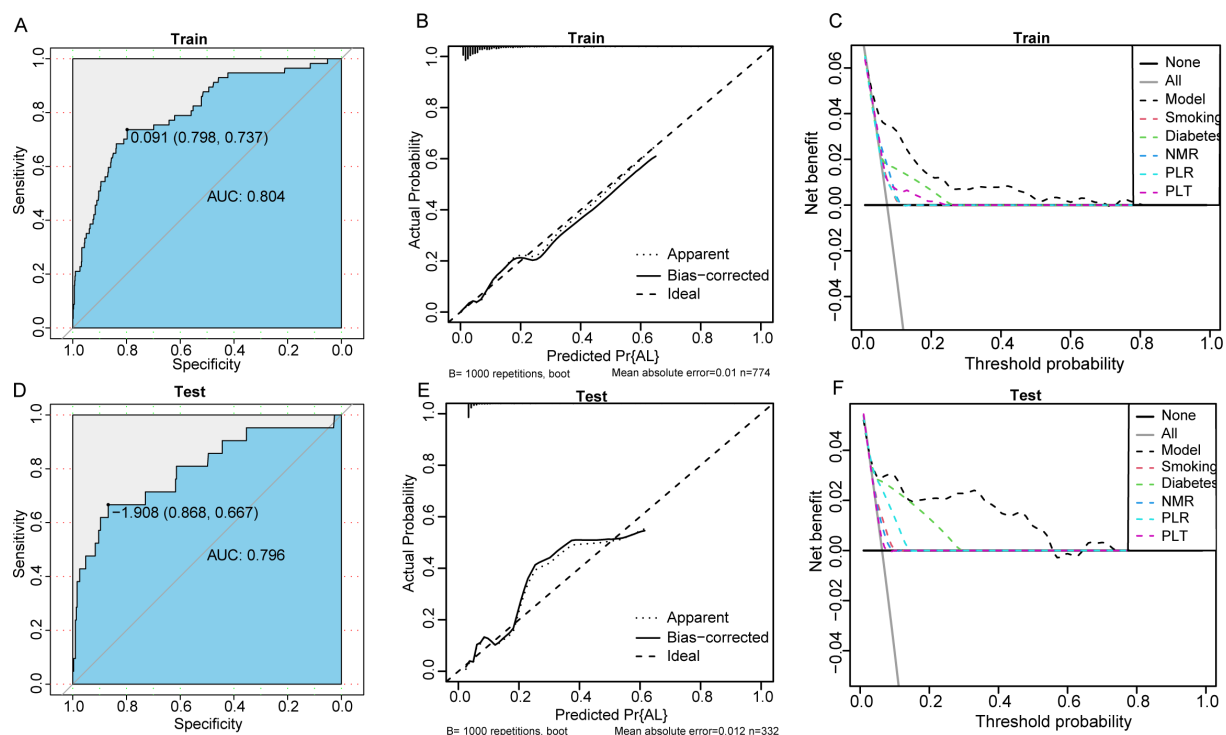 A
Train
Sensitivity
0.0 0.2 0.4 0.6 0.8 1.0
0.091 (0.798, 0.737)
AUC: 0.804
1.0 0.8 0.6 0.4 0.2 0.0
Specificity
B
Train
Actual Probability
0.0 0.2 0.4 0.6 0.8 1.0
Apparent
Bias-corrected
Ideal
0.0 0.2 0.4 0.6 0.8 1.0
Predicted Pr{AL}
B= 1000 repetitions, boot
Mean absolute error=0.01 n=774
C
Train
Net benefit
−0.04 −0.02 0.00 0.02 0.04 0.06
None
All
Model
Smoking
Diabetes
NMR
PLR
PLT
0.0 0.2 0.4 0.6 0.8 1.0
Threshold probability
D
Test
Sensitivity
0.0 0.2 0.4 0.6 0.8 1.0
−1.908 (0.868, 0.667)
AUC: 0.796
1.0 0.8 0.6 0.4 0.2 0.0
Specificity
E
Test
Actual Probability
0.0 0.2 0.4 0.6 0.8 1.0
Apparent
Bias-corrected
Ideal
0.0 0.2 0.4 0.6 0.8 1.0
Predicted Pr{AL}
B= 1000 repetitions, boot
Mean absolute error=0.012 n=332
F
Test
Net benefit
−0.04 −0.02 0.00 0.02 0.04
None
All
Model
Smoking
Diabetes
NMR
PLR
PLT
0.0 0.2 0.4 0.6 0.8 1.0
Threshold probability